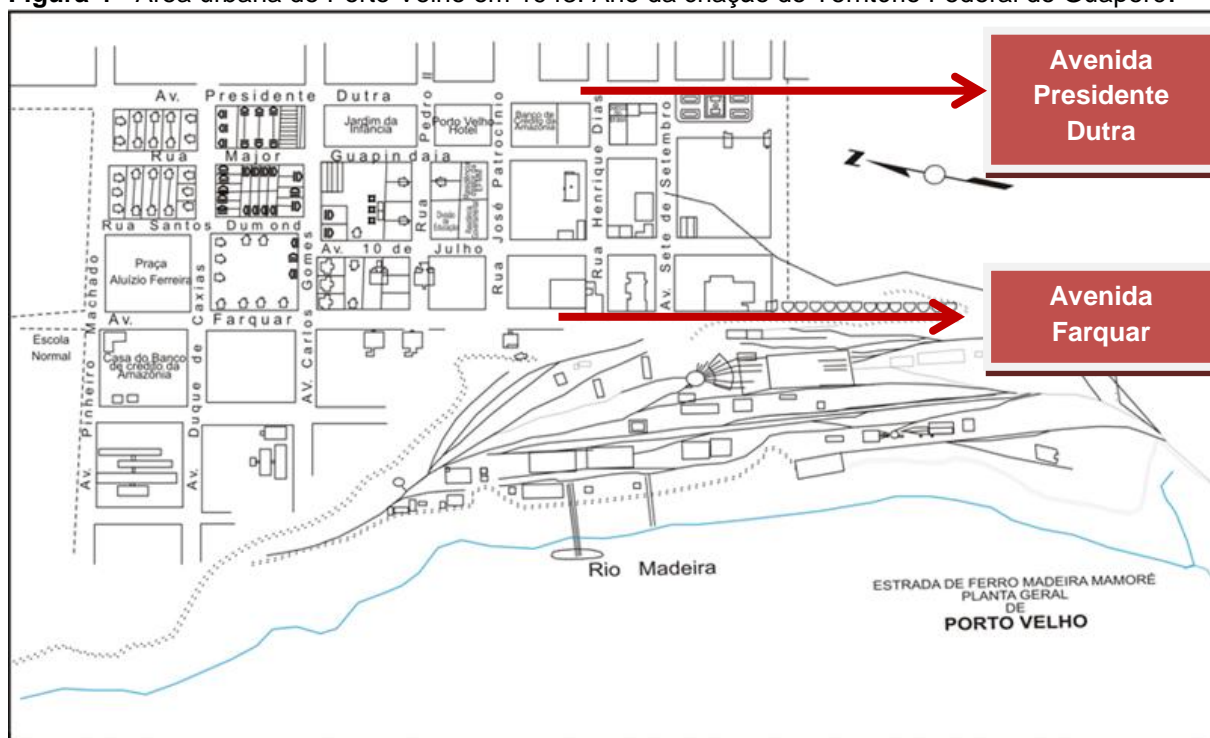 Avenida
Presidente
Dutra
Av. Presidente Dutra
Jardim da
Infância
Porto Velho
Hotel
Banco de
Crédito da
Amazônia
Rua Major Guapindaia
Rua Pedro II
Rua José Patrocínio
Rua Henrique Dias
Av. Sete de Setembro
Z
Divisão
de
Educação
Rua Santos Dumond
Av. 10 de Julho
Praça
Aluízio Ferreira
Av. Farquar
Avenida
Farquar
Escola
Normal
Casa do Banco
de crédito da
Amazônia
Av. Pinheiro Machado
Av. Duque de Caxias
AV. Carlos Gomes
Rio Madeira
ESTRADA DE FERRO MADEIRA MAMORÉ
PLANTA GERAL
DE
PORTO VELHO